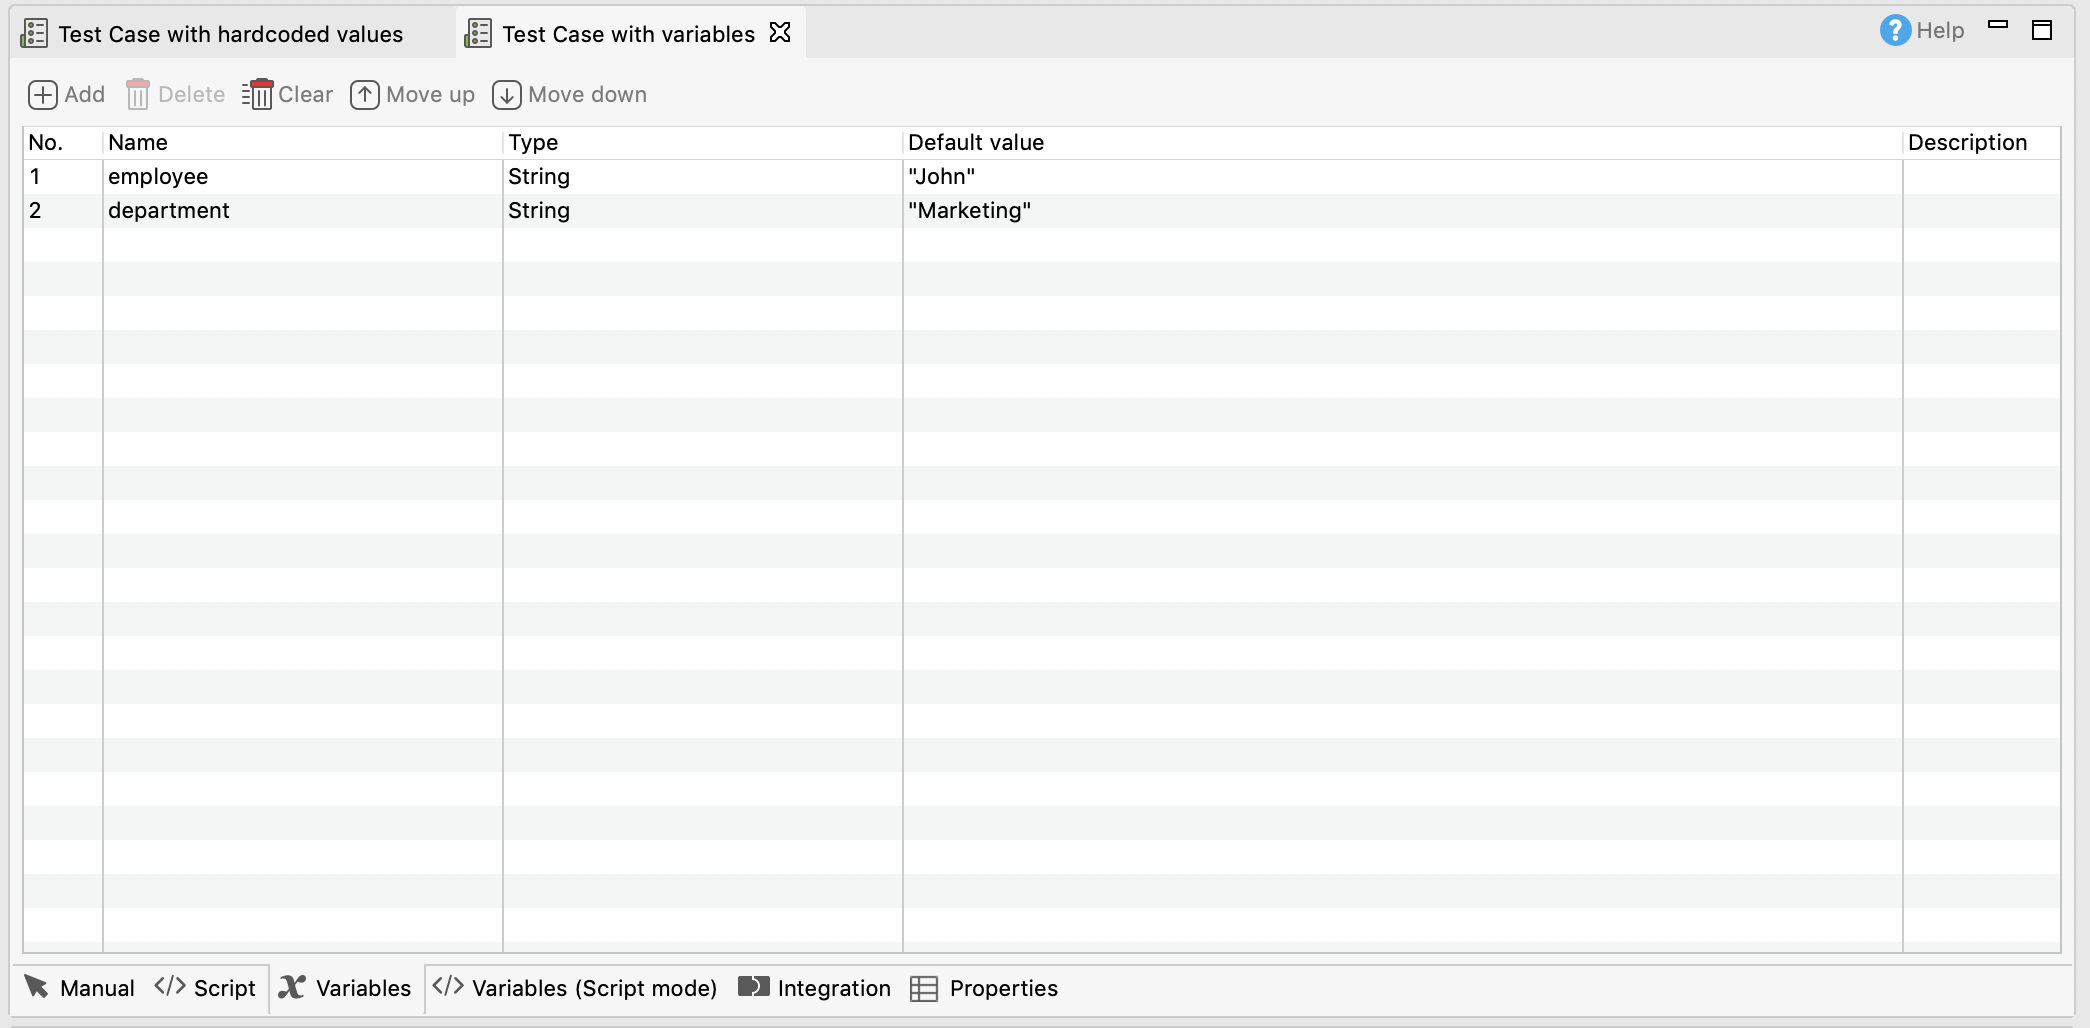 Test Case with hardcoded values Test Case with variables ? Help
Add Delete Clear Move up Move down
No. Name Type Default value Description
1 employee String "John"
2 department String "Marketing"
Manual </> Script x Variables </> Variables (Script mode) Integration Properties